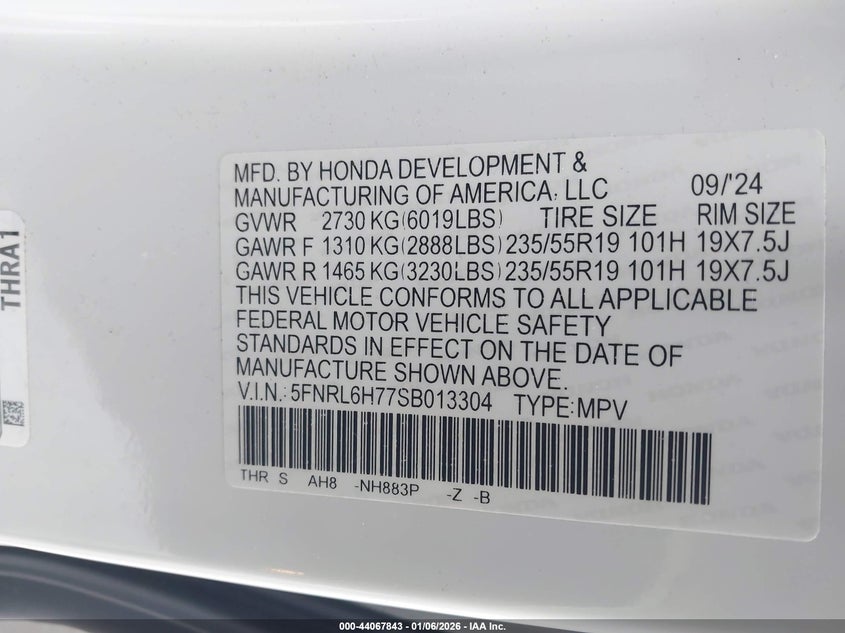 MFD. BY HONDA DEVELOPMENT &
MANUFACTURING OF AMERICA, LLC 09/'24
GVWR 2730 KG(6019LBS) TIRE SIZE RIM SIZE
GAWR F 1310 KG(2888LBS) 235/55R19 101H 19X7.5J
GAWR R 1465 KG(3230LBS) 235/55R19 101H 19X7.5J
THIS VEHICLE CONFORMS TO ALL APPLICABLE
FEDERAL MOTOR VEHICLE SAFETY
STANDARDS IN EFFECT ON THE DATE OF
MANUFACTURE SHOWN ABOVE.
V.I.N.: 5FNRL6H77SB013304 TYPE:MPV
THR S AH8 -NH883P -Z -B
THRA1
000-44067843 / 01/06/2026 - IAA Inc.